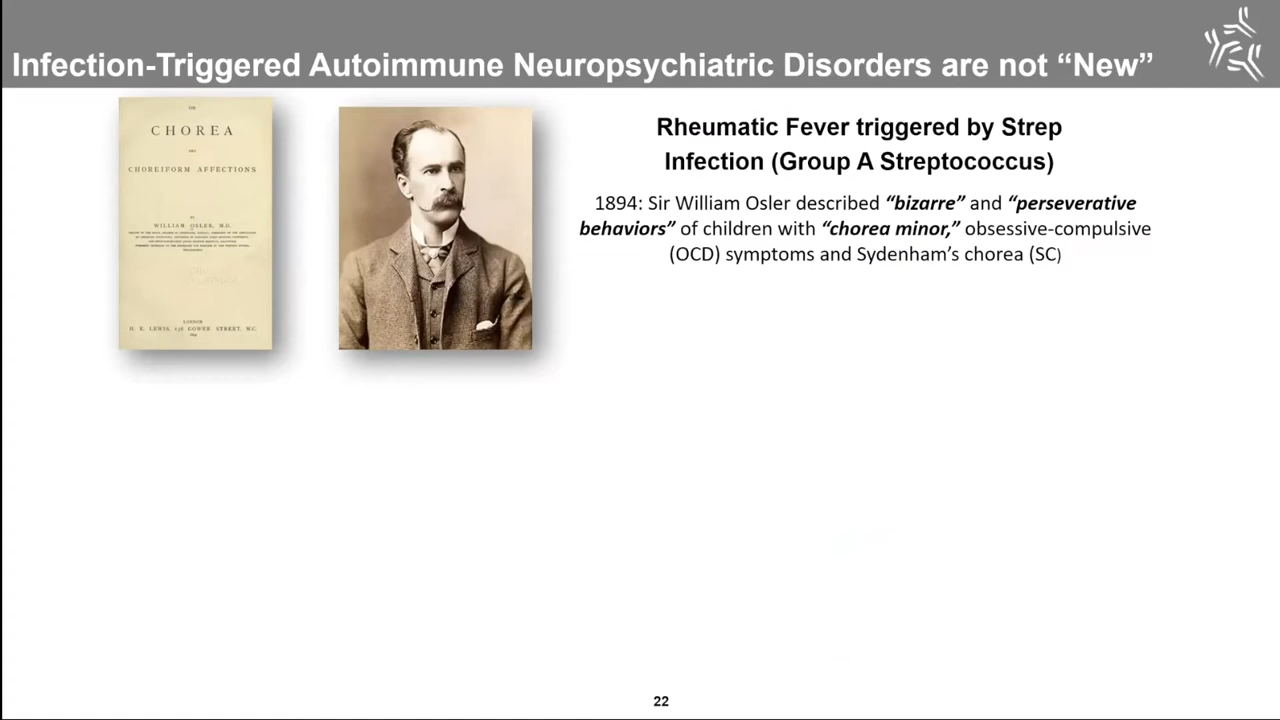 Infection-Triggered Autoimmune Neuropsychiatric Disorders are not “New”
ON
CHOREA
AND
CHOREIFORM AFFECTIONS
BY
WILLIAM OSLER, M.D.
LONDON
H. K. LEWIS, 136 GOWER STREET, W.C.
1894
Rheumatic Fever triggered by Strep
Infection (Group A Streptococcus)
1894: Sir William Osler described “bizarre” and “perseverative
behaviors” of children with “chorea minor,” obsessive-compulsive
(OCD) symptoms and Sydenham’s chorea (SC)
22